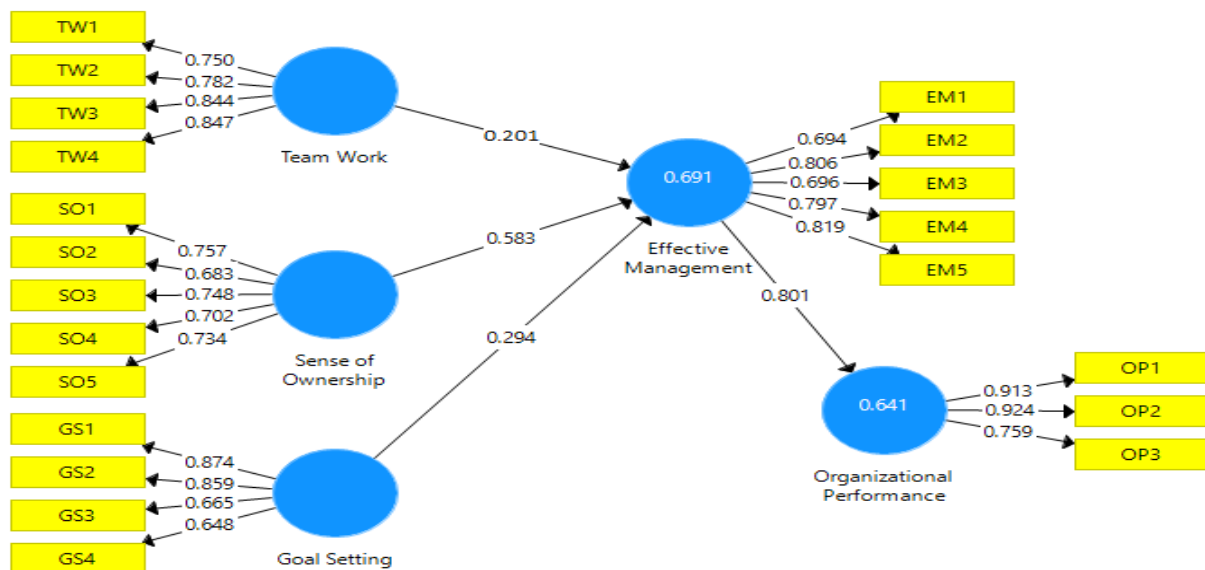 TW1
TW2
TW3
TW4
0.750
0.782
0.844
0.847
Team Work
0.201
SO1
SO2
SO3
SO4
SO5
0.757
0.683
0.748
0.702
0.734
Sense of
Ownership
0.583
GS1
GS2
GS3
GS4
0.874
0.859
0.665
0.648
Goal Setting
0.294
0.691
Effective
Management
0.694
0.806
0.696
0.797
0.819
EM1
EM2
EM3
EM4
EM5
0.801
0.641
Organizational
Performance
0.913
0.924
0.759
OP1
OP2
OP3